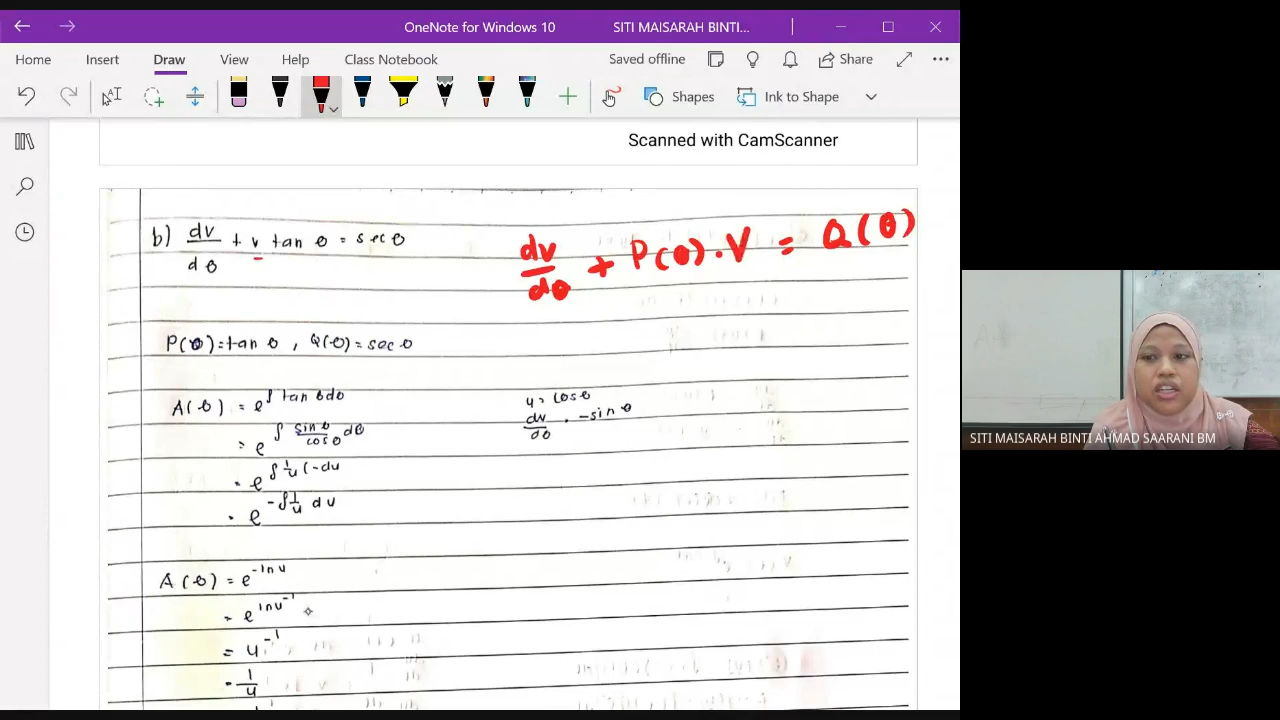 OneNote for Windows 10
SITI MAISARAH BINTI...
Home Insert Draw View Help Class Notebook Saved offline Share
Shapes Ink to Shape
Scanned with CamScanner
b) dv/dθ + v tan θ = sec θ
dv/dθ + P(θ) . V = Q(θ)
P(θ) = tan θ , Q(θ) = sec θ
A(θ) = e^∫ tan θ dθ
= e^∫ sin θ/cos θ dθ
= e^∫ 1/u (-du
= e^-∫ 1/u du
u = cos θ
du/dθ = -sin θ
A(θ) = e^-ln u
= e^ln u^-1
= u^-1
= 1/u
SITI MAISARAH BINTI AHMAD SAARANI BM